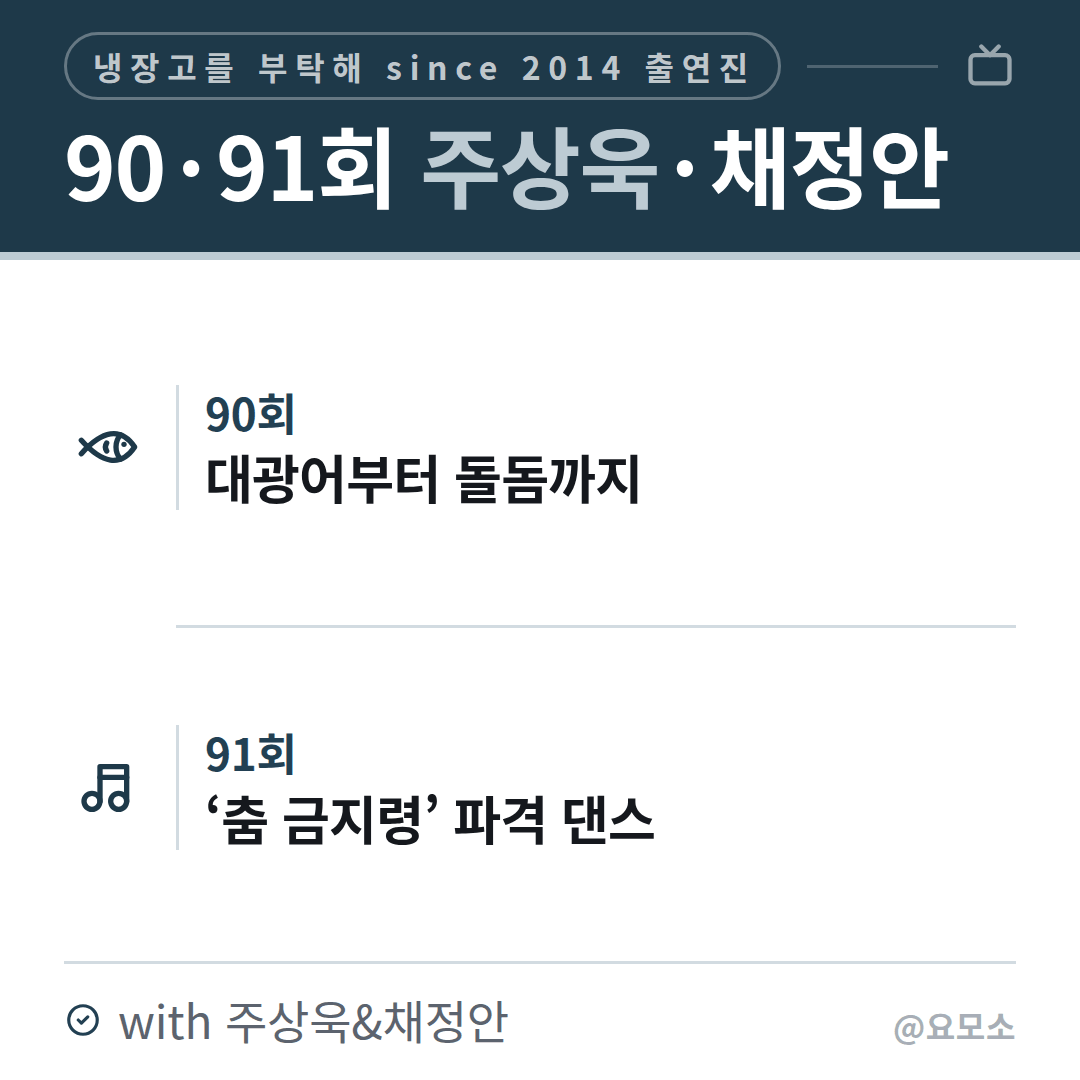 냉장고를 부탁해 since 2014 출연진
90·91회 주상욱·채정안
90회
대광어부터 돌돔까지
91회
‘춤 금지령’ 파격 댄스
with 주상욱&채정안
@요모소